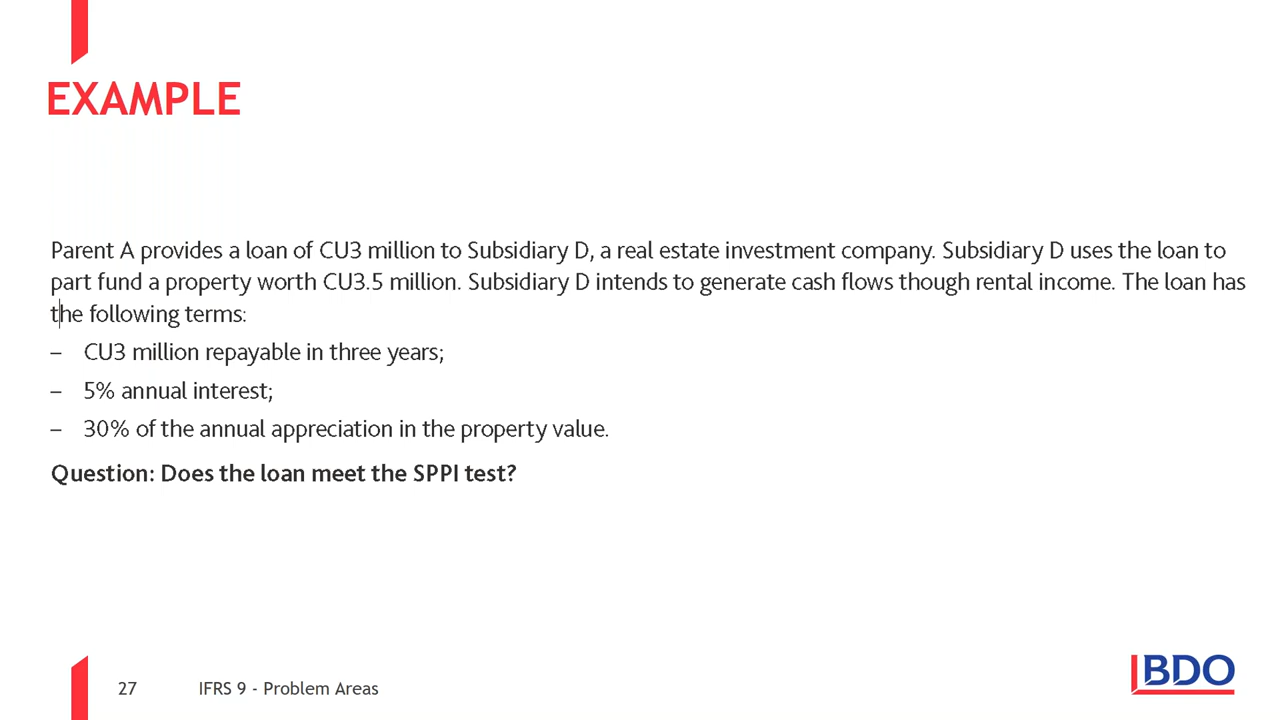 EXAMPLE
Parent A provides a loan of CU3 million to Subsidiary D, a real estate investment company. Subsidiary D uses the loan to
part fund a property worth CU3.5 million. Subsidiary D intends to generate cash flows though rental income. The loan has
the following terms:
– CU3 million repayable in three years;
– 5% annual interest;
– 30% of the annual appreciation in the property value.
Question: Does the loan meet the SPPI test?
27 IFRS 9 - Problem Areas
BDO